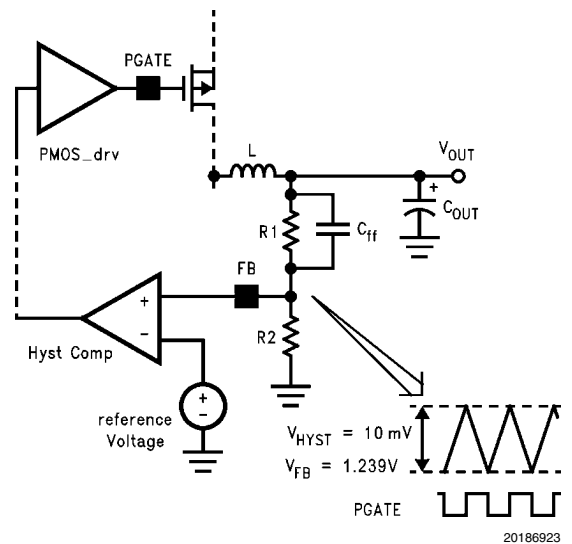 PGATE
PMOS_drv
L
VOUT
+
COUT
R1
Cff
FB
+
-
R2
Hyst Comp
+
-
reference
Voltage
VHYST = 10 mV
VFB = 1.239V
PGATE
20186923